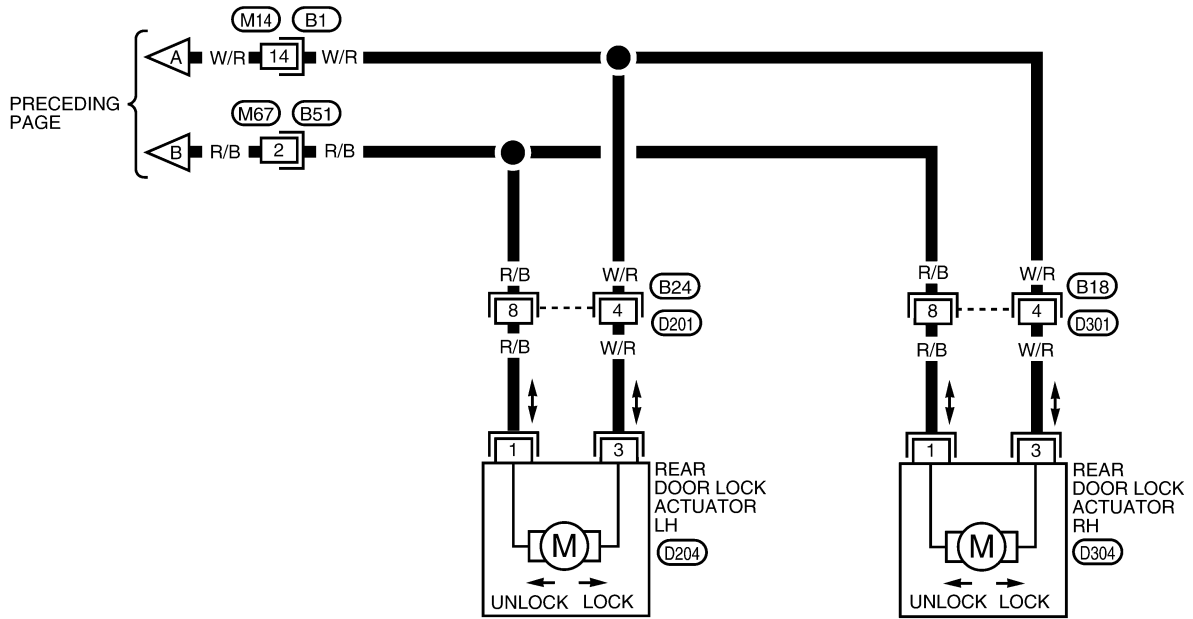 M14 B1
A W/R 14 W/R
PRECEDING
PAGE
M67 B51
B R/B 2 R/B
R/B W/R B24
8 4
D201
R/B W/R
1 3
REAR
DOOR LOCK
ACTUATOR
LH
D204
M
UNLOCK LOCK
R/B W/R B18
8 4
D301
R/B W/R
1 3
REAR
DOOR LOCK
ACTUATOR
RH
D304
M
UNLOCK LOCK